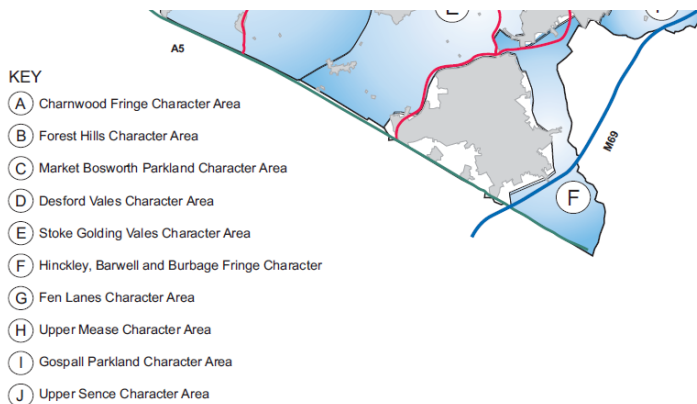 E
A5
KEY
A Charnwood Fringe Character Area
B Forest Hills Character Area
C Market Bosworth Parkland Character Area
D Desford Vales Character Area
E Stoke Golding Vales Character Area
F Hinckley, Barwell and Burbage Fringe Character
G Fen Lanes Character Area
H Upper Mease Character Area
I Gospall Parkland Character Area
J Upper Sence Character Area
M69
F